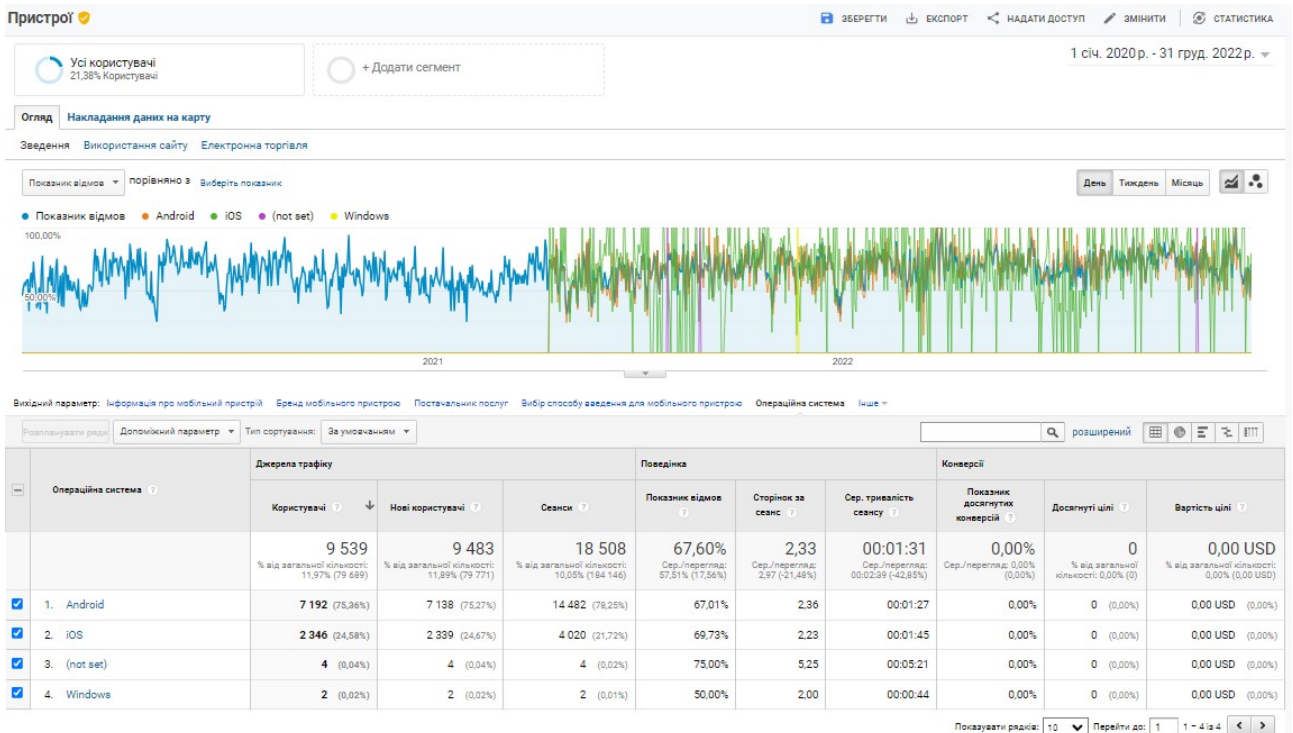 Пристрої
ЗБЕРЕГТИ ЕКСПОРТ НАДАТИ ДОСТУП ЗМІНИТИ СТАТИСТИКА
Усі користувачі
21,38% Користувачі
+ Додати сегмент
1 січ. 2020 р. - 31 груд. 2022 р.
Огляд Накладання даних на карту
Зведення Використання сайту Електронна торгівля
Показник відмов порівняно з Виберіть показник
День Тиждень Місяць
Показник відмов Android iOS (not set) Windows
100,00%
50,00%
2021 2022
Вихідний параметр: Інформація про мобільний пристрій Бренд мобільного пристрою Постачальник послуг Вибір способу введення для мобільного пристрою Операційна система Інше
Розпланувати ряди Допоміжний параметр Тип сортування: За умовчанням розширений
Джерела трафіку Поведінка Конверсії
Операційна система ? Користувачі ? Нові користувачі ? Сеанси ? Показник відмов ? Сторінок за сеанс ? Сер. тривалість сеансу ? Показник досягнутих конверсій ? Досягнуті цілі ? Вартість цілі ?
9 539 9 483 18 508 67,60% 2,33 00:01:31 0,00% 0 0,00 USD
% від загальної кількості: 11,97% (79 689) % від загальної кількості: 11,89% (79 771) % від загальної кількості: 10,05% (184 146) Сер./перегляд: 57,51% (17,56%) Сер./перегляд: 2,97 (-21,48%) Сер./перегляд: 00:02:39 (-42,85%) Сер./перегляд: 0,00% (0,00%) % від загальної кількості: 0,00% (0) % від загальної кількості: 0,00% (0,00 USD)
1. Android 7 192 (75,36%) 7 138 (75,27%) 14 482 (78,25%) 67,01% 2,36 00:01:27 0,00% 0 (0,00%) 0,00 USD (0,00%)
2. iOS 2 346 (24,58%) 2 339 (24,67%) 4 020 (21,72%) 69,73% 2,23 00:01:45 0,00% 0 (0,00%) 0,00 USD (0,00%)
3. (not set) 4 (0,04%) 4 (0,04%) 4 (0,02%) 75,00% 5,25 00:05:21 0,00% 0 (0,00%) 0,00 USD (0,00%)
4. Windows 2 (0,02%) 2 (0,02%) 2 (0,01%) 50,00% 2,00 00:00:44 0,00% 0 (0,00%) 0,00 USD (0,00%)
Показувати рядків: 10 Перейти до: 1 1 – 4 із 4